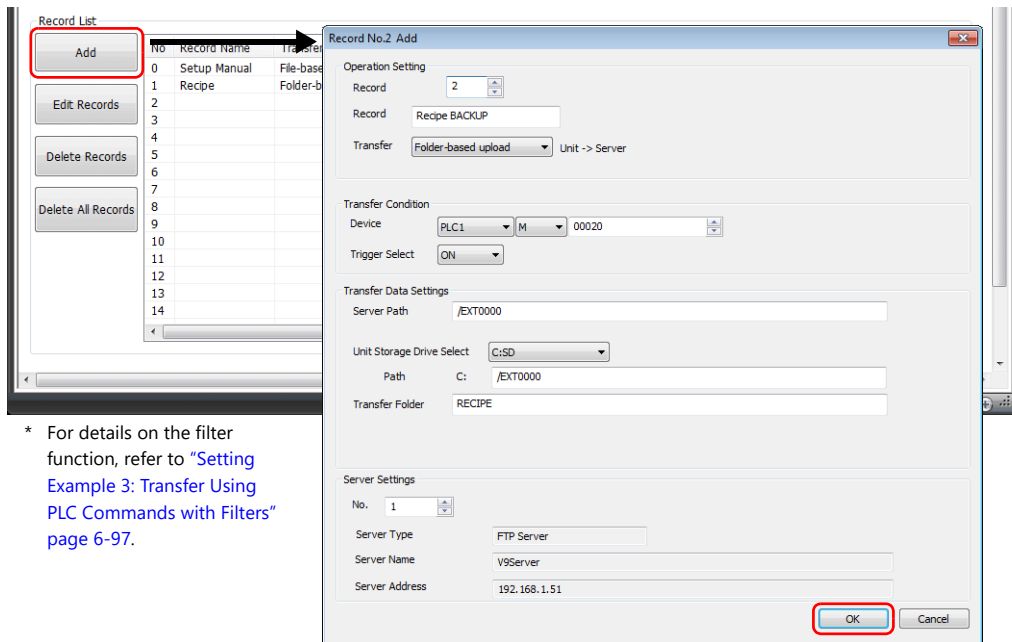 Record List
Add
Edit Records
Delete Records
Delete All Records
No Record Name Transfer
0 Setup Manual File-base
1 Recipe Folder-b
2
3
4
5
6
7
8
9
10
11
12
13
14
* For details on the filter
function, refer to “Setting
Example 3: Transfer Using
PLC Commands with Filters”
page 6-97.
Record No.2 Add
Operation Setting
Record 2
Record Recipe BACKUP
Transfer Folder-based upload Unit -> Server
Transfer Condition
Device PLC1 M 00020
Trigger Select ON
Transfer Data Settings
Server Path /EXT0000
Unit Storage Drive Select C:SD
Path C: /EXT0000
Transfer Folder RECIPE
Server Settings
No. 1
Server Type FTP Server
Server Name V9Server
Server Address 192.168.1.51
OK Cancel